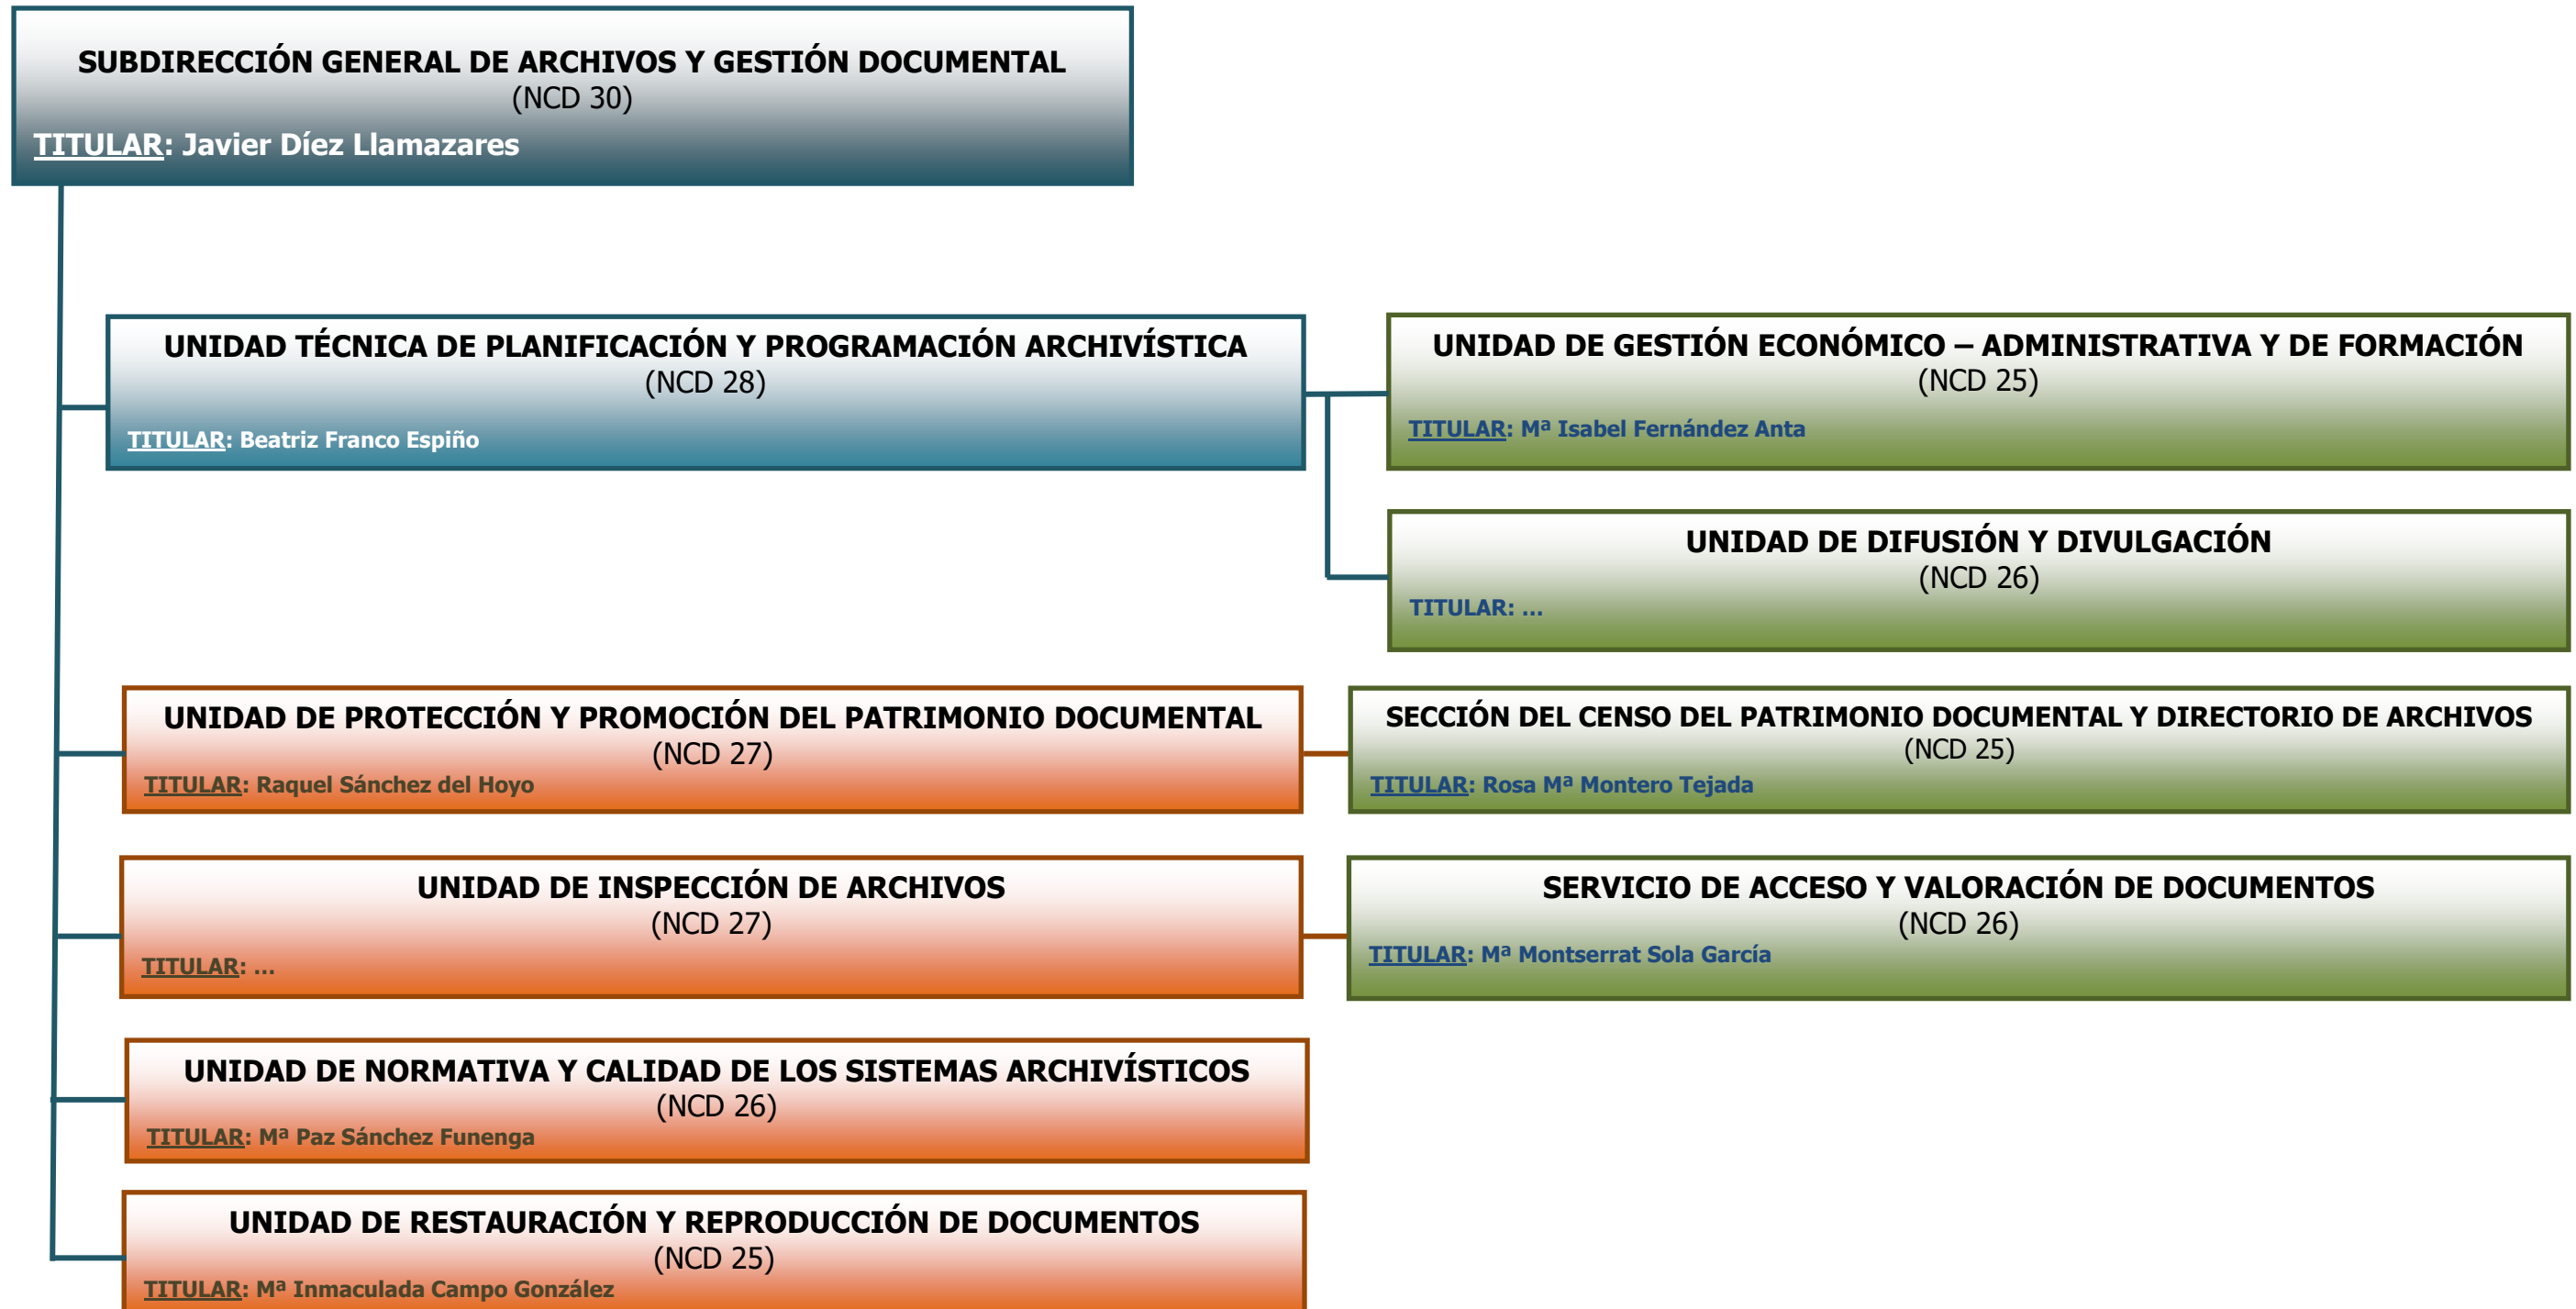 SUBDIRECCIÓN GENERAL DE ARCHIVOS Y GESTIÓN DOCUMENTAL
(NCD 30)
TITULAR: Javier Díez Llamazares
UNIDAD TÉCNICA DE PLANIFICACIÓN Y PROGRAMACIÓN ARCHIVÍSTICA
(NCD 28)
TITULAR: Beatriz Franco Espiño
UNIDAD DE GESTIÓN ECONÓMICO – ADMINISTRATIVA Y DE FORMACIÓN
(NCD 25)
TITULAR: Mª Isabel Fernández Anta
UNIDAD DE DIFUSIÓN Y DIVULGACIÓN
(NCD 26)
TITULAR: ...
UNIDAD DE PROTECCIÓN Y PROMOCIÓN DEL PATRIMONIO DOCUMENTAL
(NCD 27)
TITULAR: Raquel Sánchez del Hoyo
SECCIÓN DEL CENSO DEL PATRIMONIO DOCUMENTAL Y DIRECTORIO DE ARCHIVOS
(NCD 25)
TITULAR: Rosa Mª Montero Tejada
UNIDAD DE INSPECCIÓN DE ARCHIVOS
(NCD 27)
TITULAR: ...
SERVICIO DE ACCESO Y VALORACIÓN DE DOCUMENTOS
(NCD 26)
TITULAR: Mª Montserrat Sola García
UNIDAD DE NORMATIVA Y CALIDAD DE LOS SISTEMAS ARCHIVÍSTICOS
(NCD 26)
TITULAR: Mª Paz Sánchez Funenga
UNIDAD DE RESTAURACIÓN Y REPRODUCCIÓN DE DOCUMENTOS
(NCD 25)
TITULAR: Mª Inmaculada Campo González